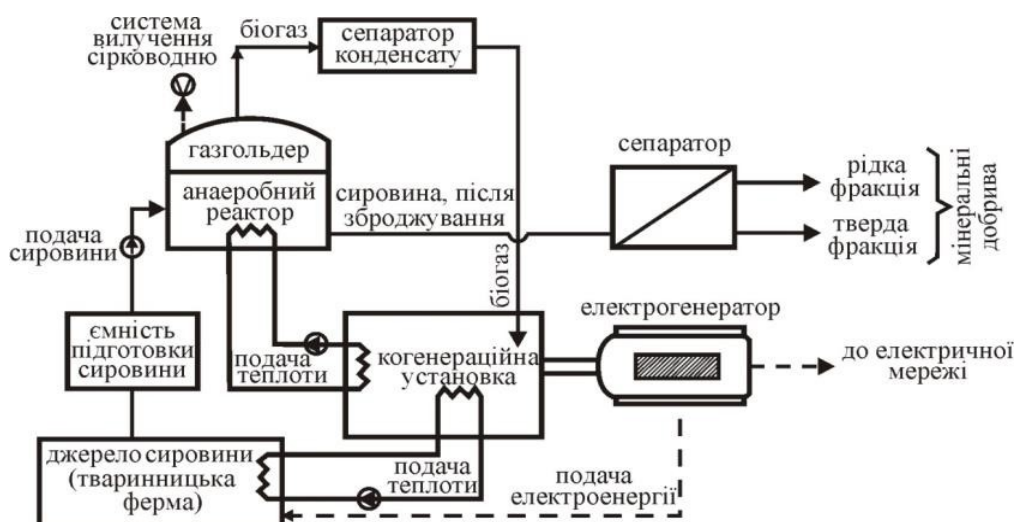 система
вилучення
сірководню
біогаз
сепаратор
конденсату
газгольдер
анаеробний
реактор
сировина, після
зброджування
сепаратор
рідка
фракція
тверда
фракція
мінеральні
добрива
подача
сировини
біогаз
електрогенератор
ємність
підготовки
сировини
подача
теплоти
когенераційна
установка
до електричної
мережі
джерело сировини
(тваринницька
ферма)
подача
теплоти
подача
електроенергії